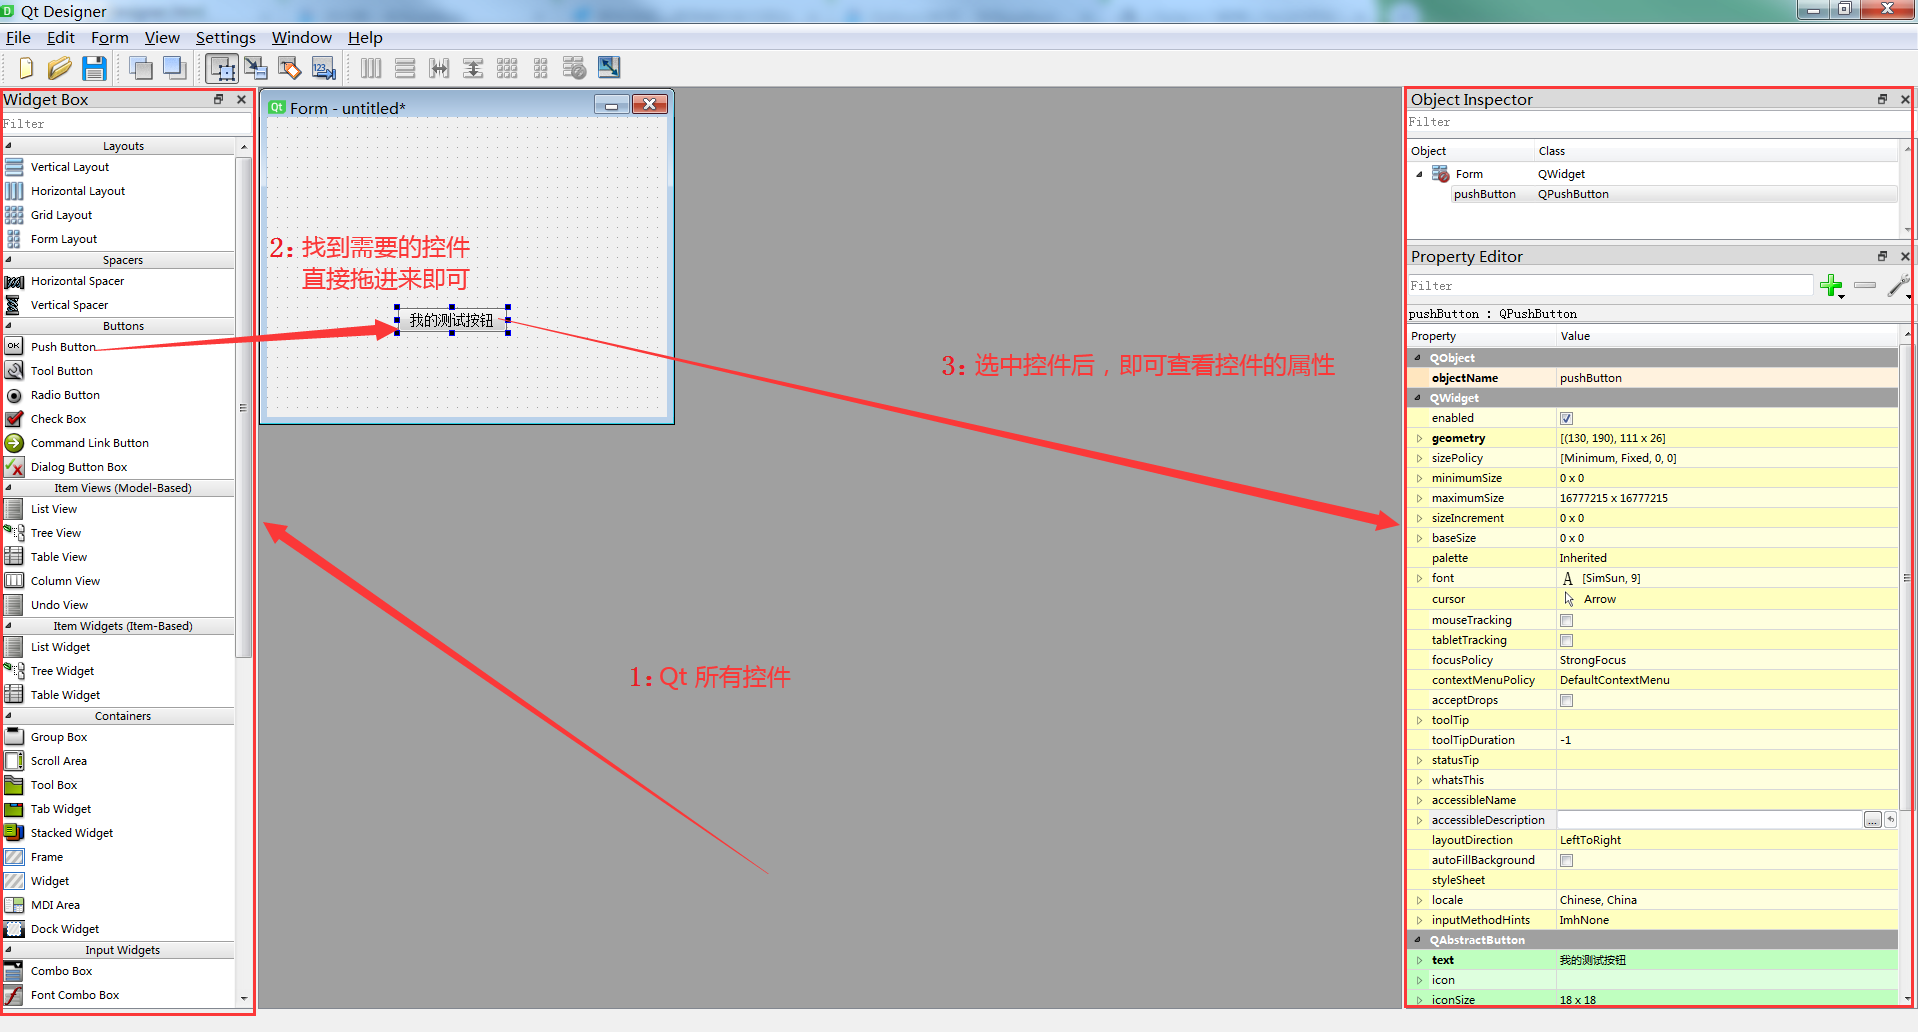 Qt Designer
File Edit Form View Settings Window Help
Widget Box
Filter
Layouts
Vertical Layout
Horizontal Layout
Grid Layout
Form Layout
Spacers
Horizontal Spacer
Vertical Spacer
Buttons
Push Button
Tool Button
Radio Button
Check Box
Command Link Button
Dialog Button Box
Item Views (Model-Based)
List View
Tree View
Table View
Column View
Undo View
Item Widgets (Item-Based)
List Widget
Tree Widget
Table Widget
Containers
Group Box
Scroll Area
Tool Box
Tab Widget
Stacked Widget
Frame
Widget
MDI Area
Dock Widget
Input Widgets
Combo Box
Font Combo Box
Form - untitled*
2: 找到需要的控件
直接拖进来即可
我的测试按钮
3: 选中控件后，即可查看控件的属性
1: Qt 所有控件
Object Inspector
Filter
Object Class
Form QWidget
pushButton QPushButton
Property Editor
Filter
pushButton : QPushButton
Property Value
QObject
objectName pushButton
QWidget
enabled
geometry [(130, 190), 111 x 26]
sizePolicy [Minimum, Fixed, 0, 0]
minimumSize 0 x 0
maximumSize 16777215 x 16777215
sizeIncrement 0 x 0
baseSize 0 x 0
palette Inherited
font A [SimSun, 9]
cursor Arrow
mouseTracking
tabletTracking
focusPolicy StrongFocus
contextMenuPolicy DefaultContextMenu
acceptDrops
toolTip
toolTipDuration -1
statusTip
whatsThis
accessibleName
accessibleDescription ...
layoutDirection LeftToRight
autoFillBackground
styleSheet
locale Chinese, China
inputMethodHints ImhNone
QAbstractButton
text 我的测试按钮
icon
iconSize 18 x 18